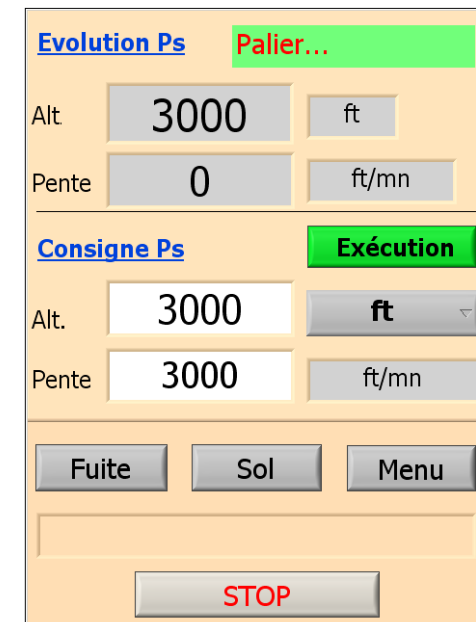 Evolution Ps Palier...
Alt 3000 ft
Pente 0 ft/mn
Consigne Ps Exécution
Alt. 3000 ft
Pente 3000 ft/mn
Fuite Sol Menu
STOP